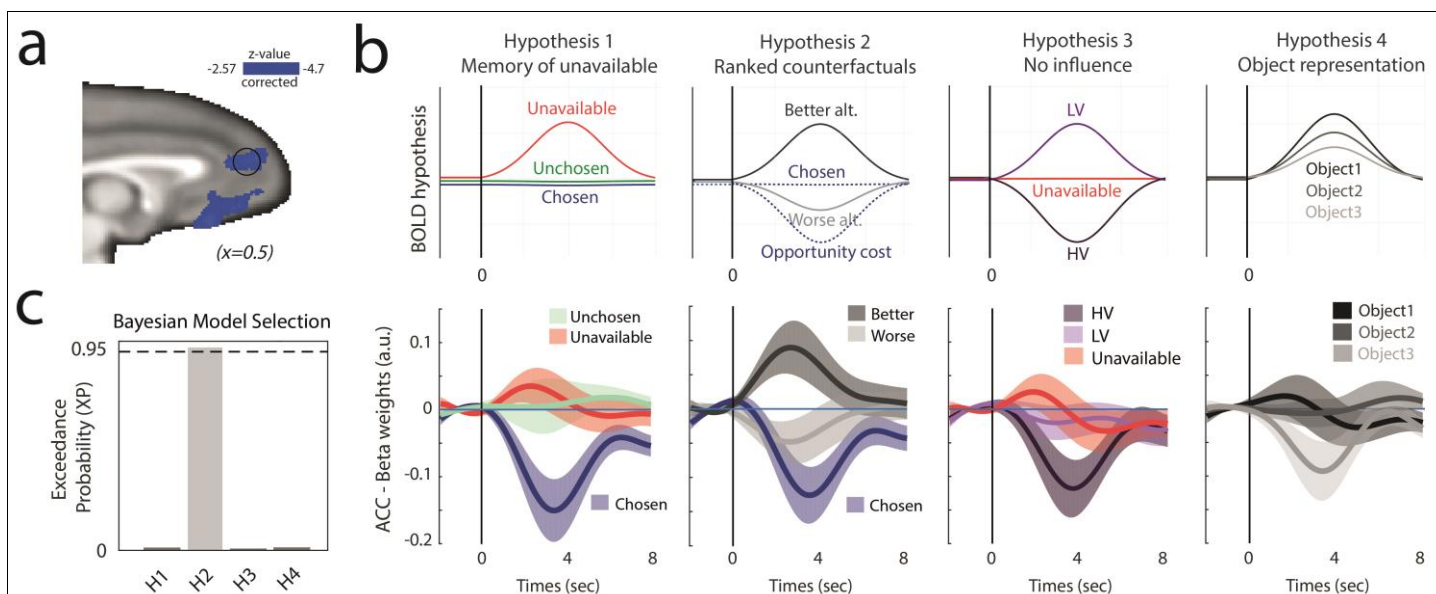 a
z-value
-2.57 -4.7
corrected
(x=0.5)
b
Hypothesis 1
Memory of unavailable
Hypothesis 2
Ranked counterfactuals
Hypothesis 3
No influence
Hypothesis 4
Object representation
BOLD hypothesis
Unavailable
Unchosen
Chosen
0
Better alt.
Chosen
Worse alt.
Opportunity cost
0
LV
Unavailable
HV
0
Object1
Object2
Object3
0
c
Bayesian Model Selection
Exceedance
Probability (XP)
0.95
0
H1 H2 H3 H4
ACC - Beta weights (a.u.)
0.1
0
-0.1
-0.2
Unchosen
Unavailable
Chosen
0 4 8
Times (sec)
Better
Worse
Chosen
0 4 8
Times (sec)
HV
LV
Unavailable
0 4 8
Times (sec)
Object1
Object2
Object3
0 4 8
Times (sec)